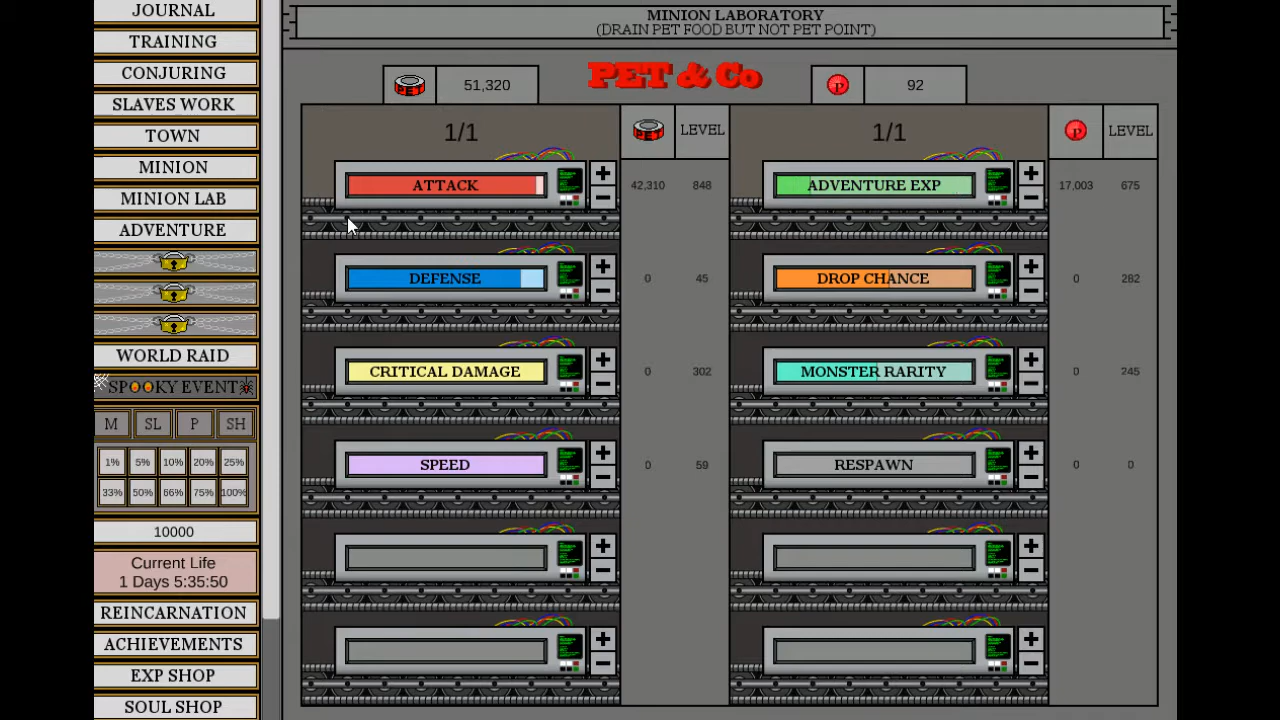 JOURNAL
TRAINING
CONJURING
SLAVES WORK
TOWN
MINION
MINION LAB
ADVENTURE
WORLD RAID
SPOOKY EVENT
M SL P SH
1% 5% 10% 20% 25%
33% 50% 66% 75% 100%
10000
Current Life
1 Days 5:35:50
REINCARNATION
ACHIEVEMENTS
EXP SHOP
SOUL SHOP
MINION LABORATORY
(DRAIN PET FOOD BUT NOT PET POINT)
PET 51,320
PET & Co
P 92
1/1 PET LEVEL
ATTACK + - 42,310 848
DEFENSE + - 0 45
CRITICAL DAMAGE + - 0 302
SPEED + - 0 59
+ -
+ -
1/1 P LEVEL
ADVENTURE EXP + - 17,003 675
DROP CHANCE + - 0 282
MONSTER RARITY + - 0 245
RESPAWN + - 0 0
+ -
+ -